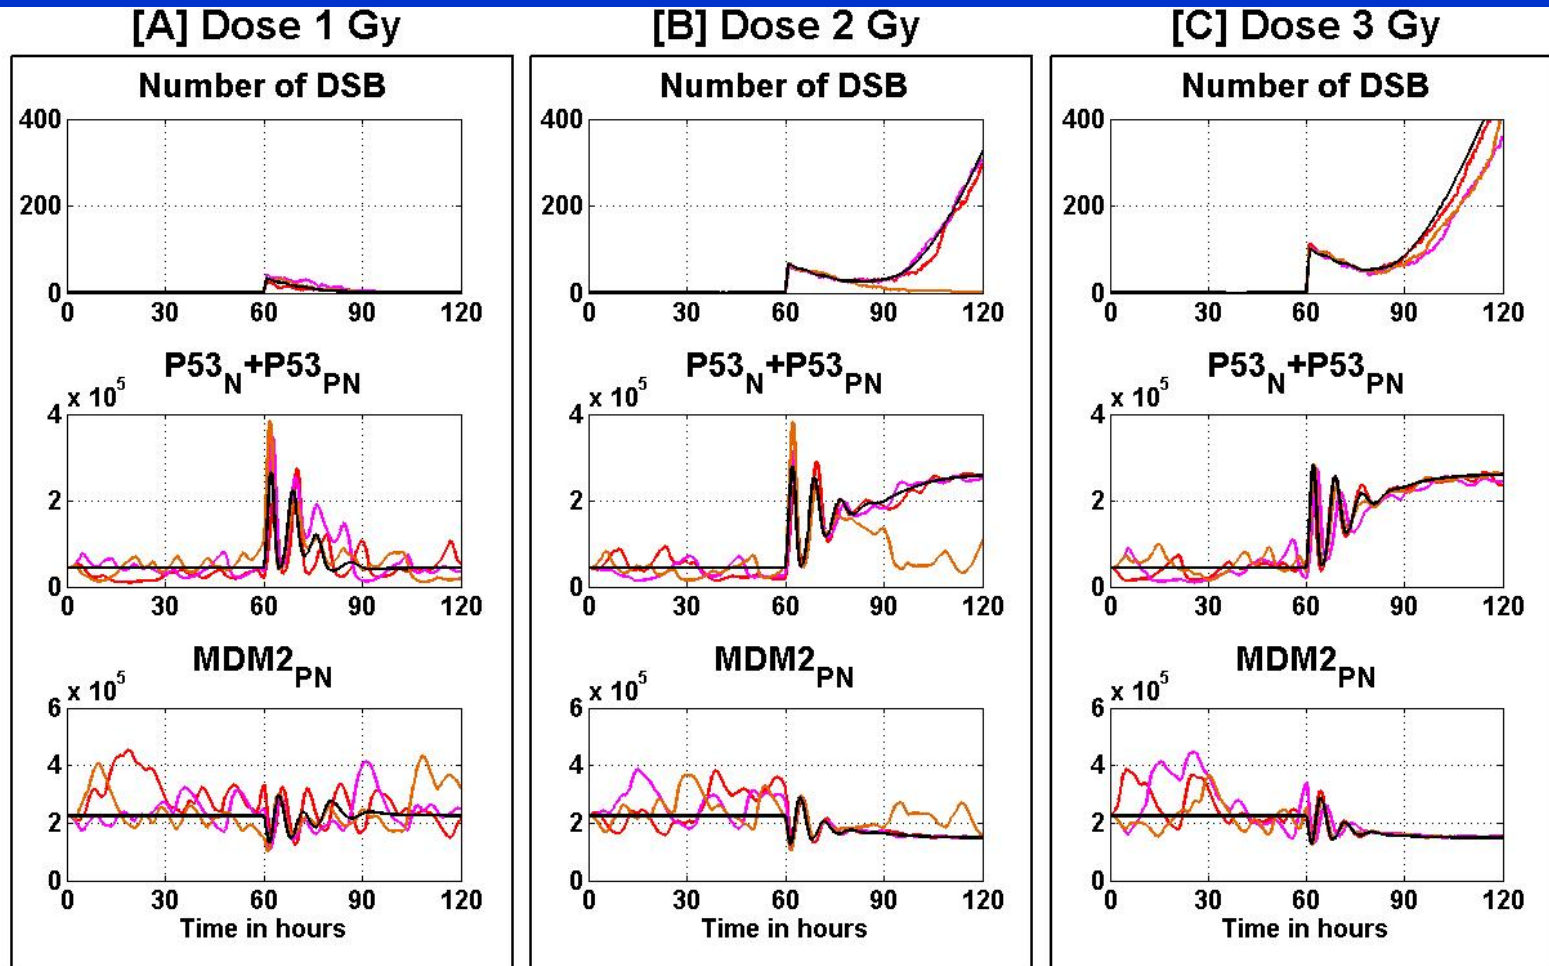 [A] Dose 1 Gy
Number of DSB
400
200
0
0 30 60 90 120
P53N+P53PN
x 10^5
4
2
0
0 30 60 90 120
MDM2PN
x 10^5
6
4
2
0
0 30 60 90 120
Time in hours
[B] Dose 2 Gy
Number of DSB
400
200
0
0 30 60 90 120
P53N+P53PN
x 10^5
4
2
0
0 30 60 90 120
MDM2PN
x 10^5
6
4
2
0
0 30 60 90 120
Time in hours
[C] Dose 3 Gy
Number of DSB
400
200
0
0 30 60 90 120
P53N+P53PN
x 10^5
4
2
0
0 30 60 90 120
MDM2PN
x 10^5
6
4
2
0
0 30 60 90 120
Time in hours